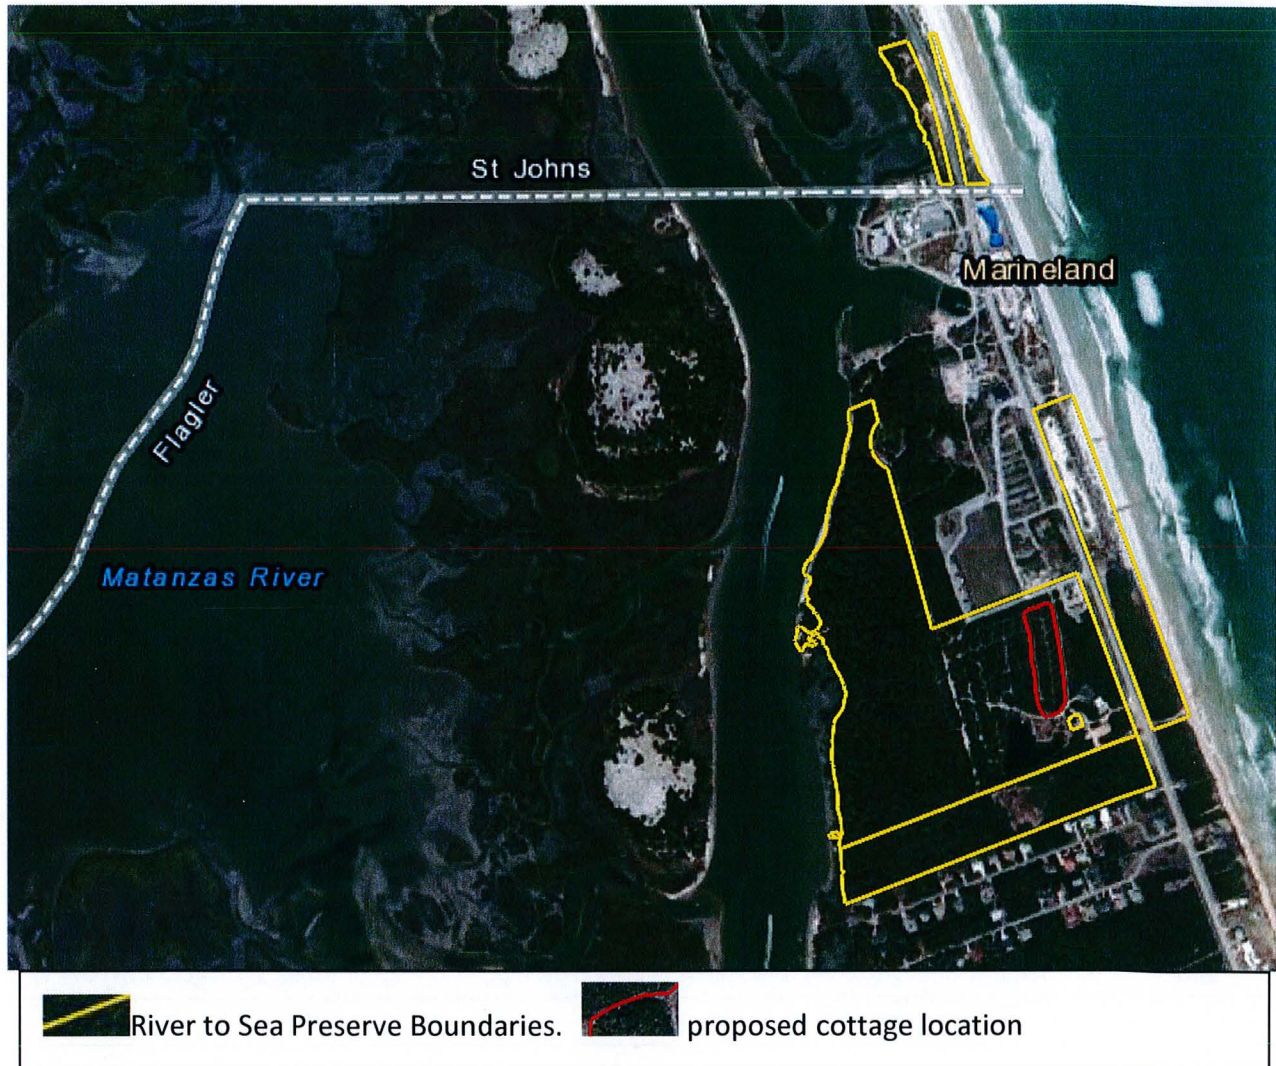 St Johns
Marineland
Flagler
Matanzas River
River to Sea Preserve Boundaries.
proposed cottage location